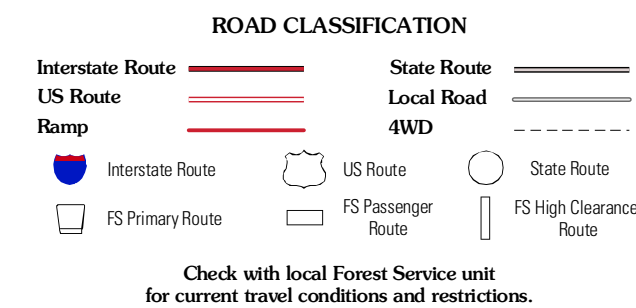 ROAD CLASSIFICATION
Interstate Route
State Route
US Route
Local Road
Ramp
4WD
Interstate Route
US Route
State Route
FS Primary Route
FS Passenger
Route
FS High Clearance
Route
Check with local Forest Service unit
for current travel conditions and restrictions.